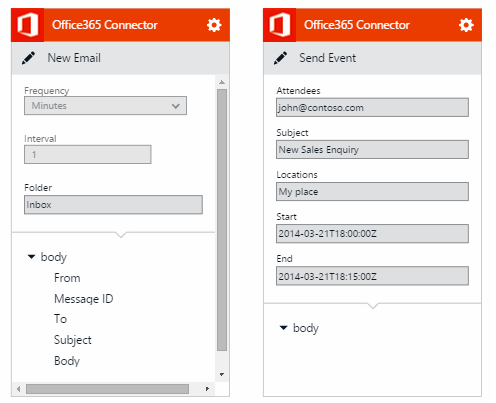 Office365 Connector
New Email
Frequency
Minutes
Interval
1
Folder
Inbox
body
From
Message ID
To
Subject
Body
Office365 Connector
Send Event
Attendees
john@contoso.com
Subject
New Sales Enquiry
Locations
My place
Start
2014-03-21T18:00:00Z
End
2014-03-21T18:15:00Z
body